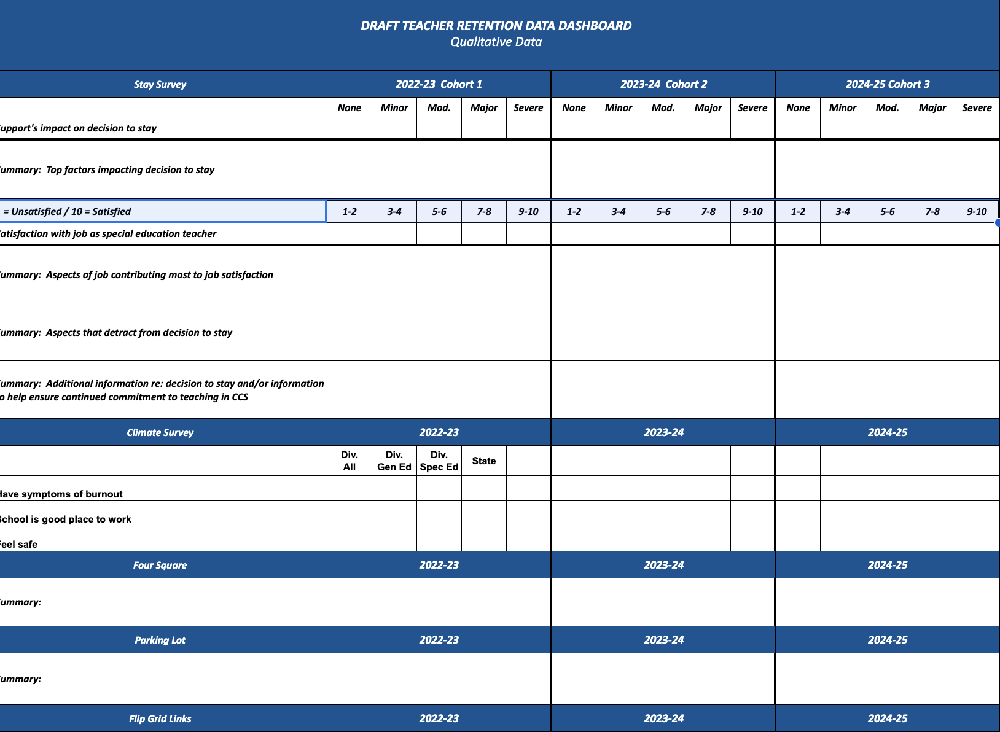 DRAFT TEACHER RETENTION DATA DASHBOARD
Qualitative Data
Stay Survey 2022-23 Cohort 1 2023-24 Cohort 2 2024-25 Cohort 3
None Minor Mod. Major Severe None Minor Mod. Major Severe None Minor Mod. Major Severe
upport's impact on decision to stay
ummary: Top factors impacting decision to stay
= Unsatisfied / 10 = Satisfied 1-2 3-4 5-6 7-8 9-10 1-2 3-4 5-6 7-8 9-10 1-2 3-4 5-6 7-8 9-10
atisfaction with job as special education teacher
ummary: Aspects of job contributing most to job satisfaction
ummary: Aspects that detract from decision to stay
ummary: Additional information re: decision to stay and/or information
o help ensure continued commitment to teaching in CCS
Climate Survey 2022-23 2023-24 2024-25
Div. Div. Div. State
All Gen Ed Spec Ed
Have symptoms of burnout
School is good place to work
Feel safe
Four Square 2022-23 2023-24 2024-25
ummary:
Parking Lot 2022-23 2023-24 2024-25
ummary:
Flip Grid Links 2022-23 2023-24 2024-25